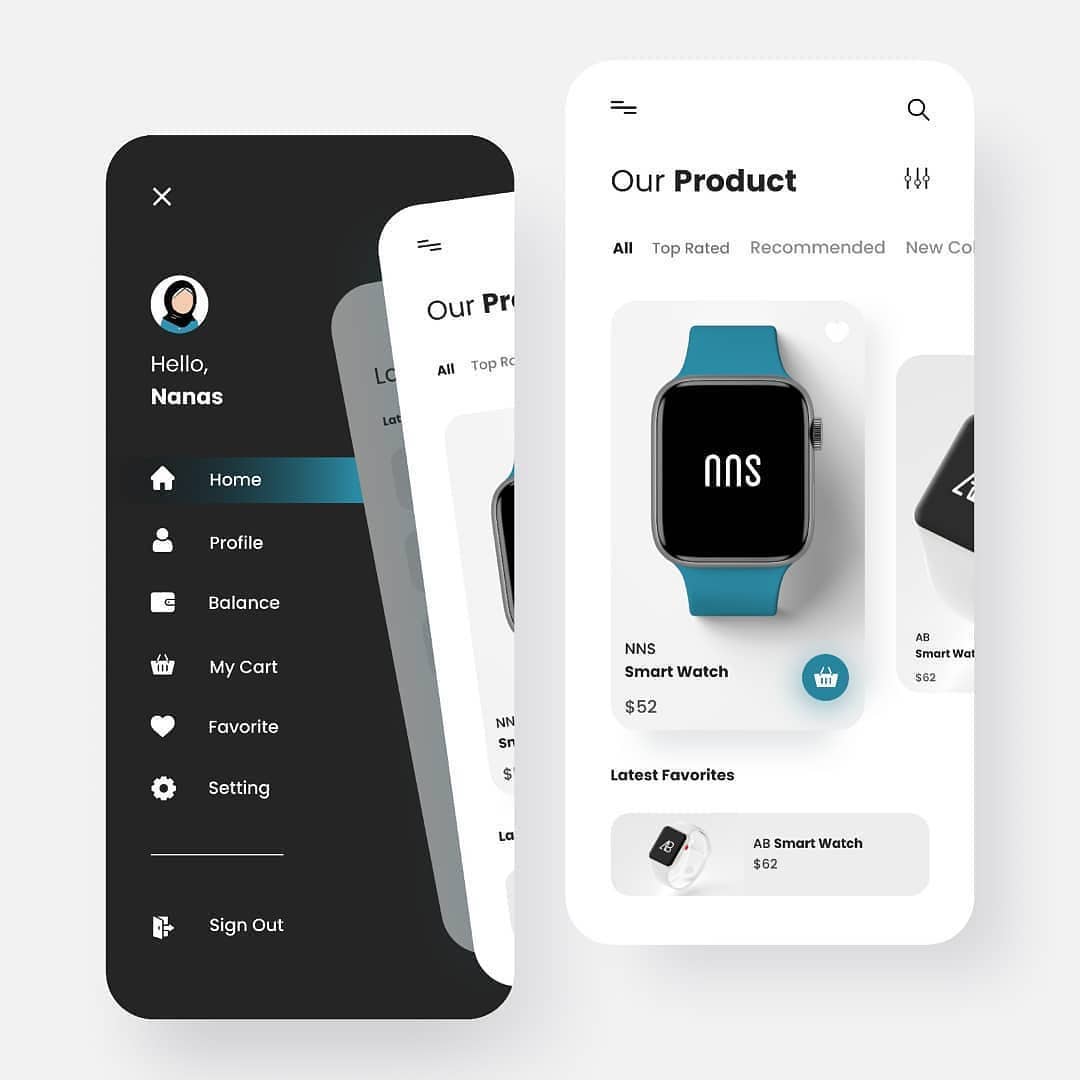 Hello,
Nanas
Home
Profile
Balance
My Cart
Favorite
Setting
Sign Out
Our Pr
All Top Ra
Lo
Lat
NN
Sn
$
La
Our Product
All Top Rated Recommended New Col
nns
NNS
Smart Watch
$52
AB
Smart Wat
$62
Latest Favorites
AB Smart Watch
$62